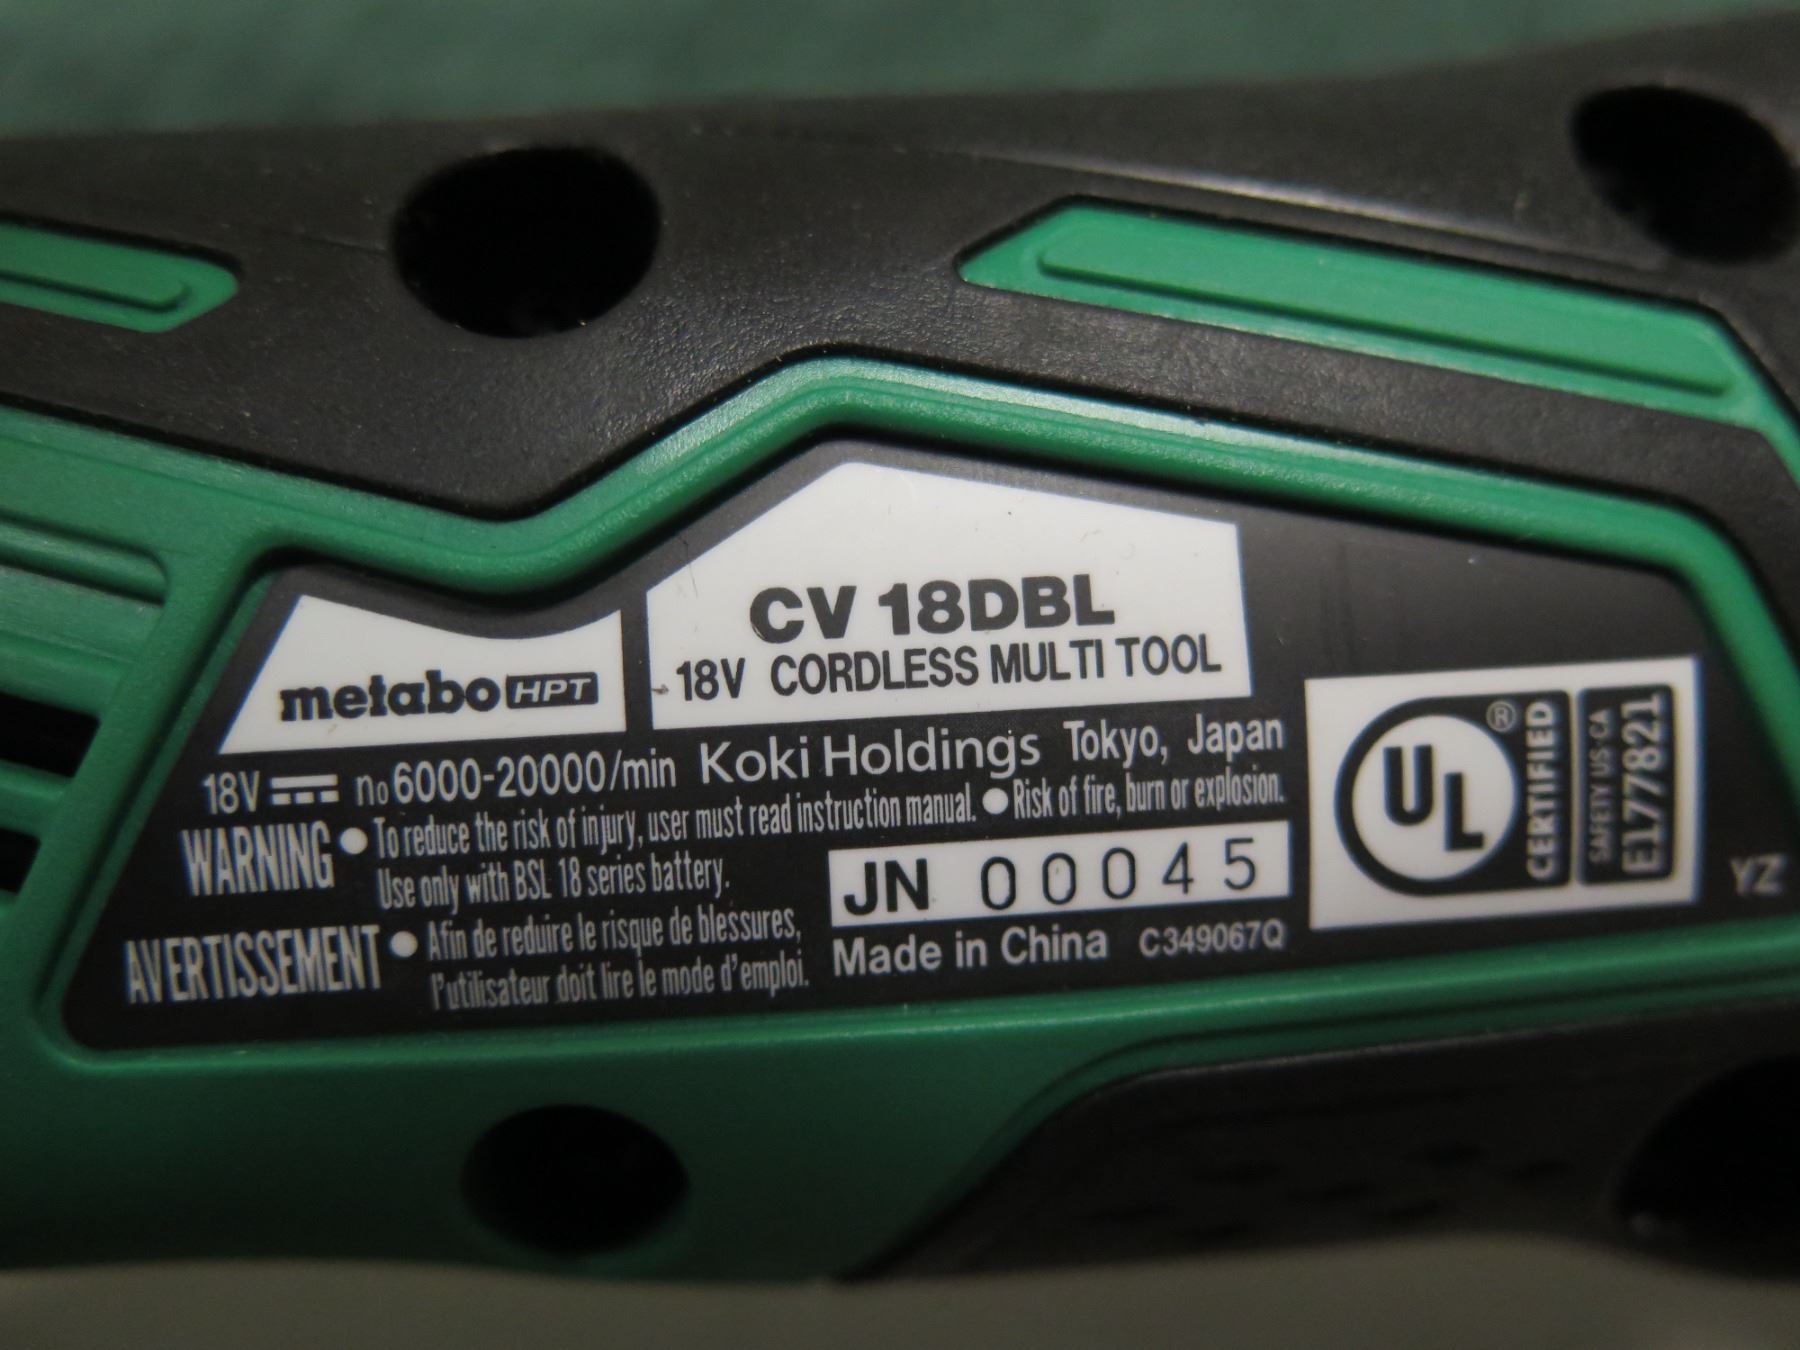 metabo HPT
CV 18DBL
18V CORDLESS MULTI TOOL
18V ⎓ no 6000-20000/min Koki Holdings Tokyo, Japan
WARNING ● To reduce the risk of injury, user must read instruction manual. ● Risk of fire, burn or explosion.
Use only with BSL 18 series battery.
AVERTISSEMENT ● Afin de reduire le risque de blessures,
l'utilisateur doit lire le mode d'emploi.
JN 00045
Made in China C349067Q
UL ® CERTIFIED
SAFETY US-CA
E177821
YZ